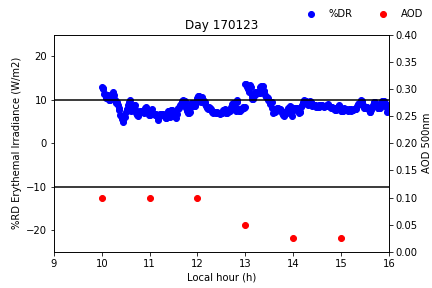 %DR AOD
Day 170123
%RD Erythermal Irradiance (W/m2)
20
10
0
−10
−20
0.40
0.35
0.30
0.25
0.20
0.15
0.10
0.05
0.00
AOD 500nm
9 10 11 12 13 14 15 16
Local hour (h)